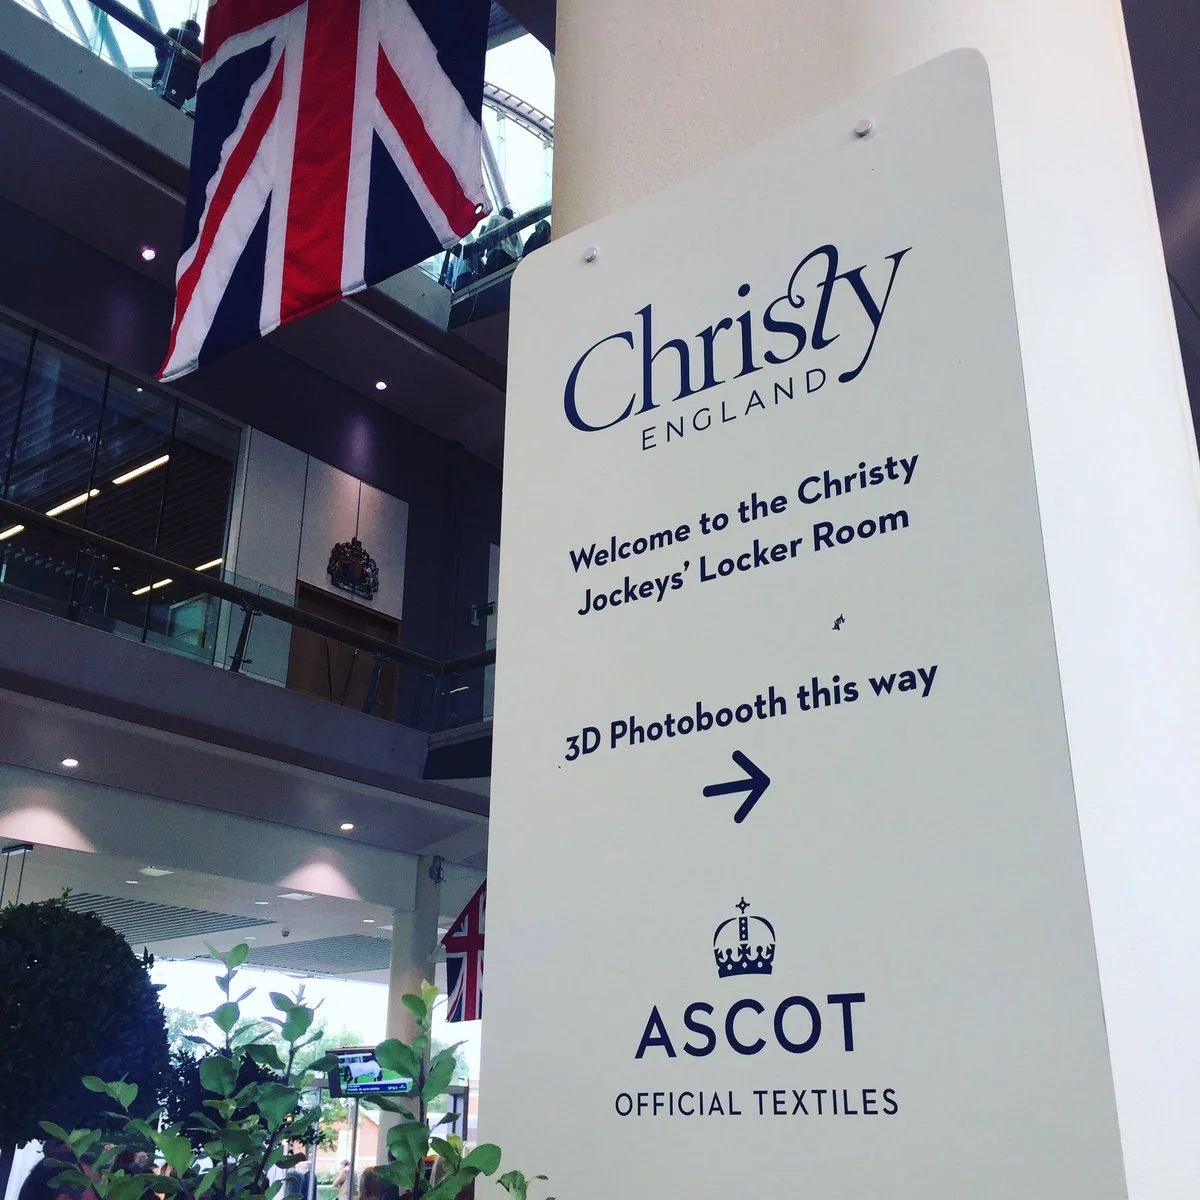 Christy
ENGLAND
Welcome to the Christy
Jockeys' Locker Room
3D Photobooth this way
ASCOT
OFFICIAL TEXTILES